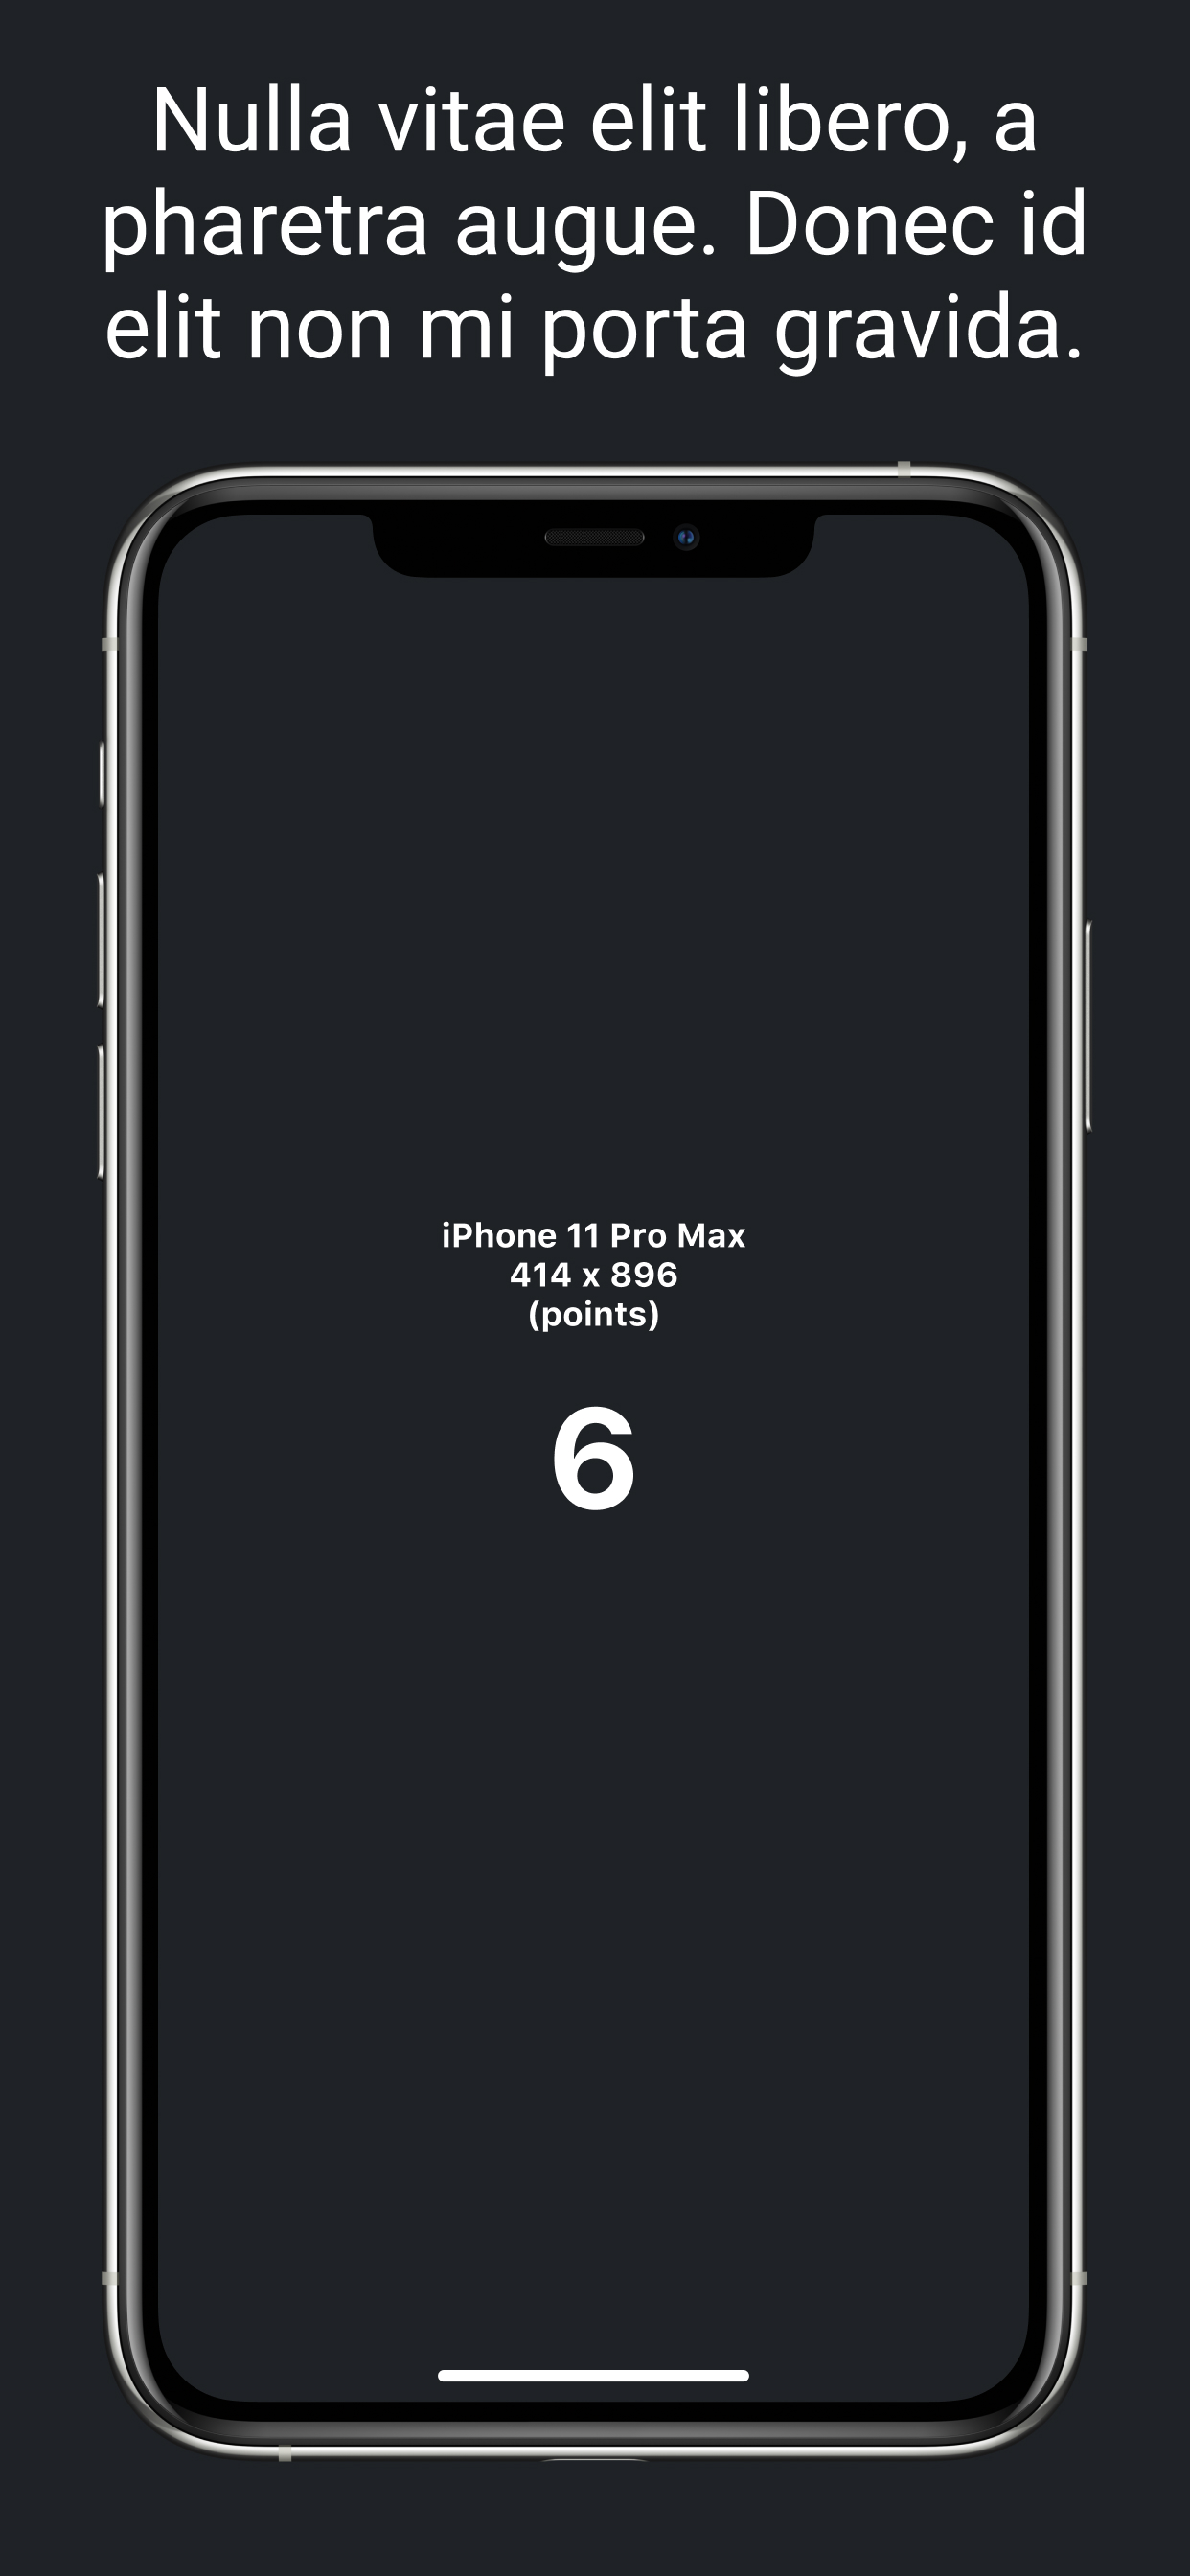 Nulla vitae elit libero, a
pharetra augue. Donec id
elit non mi porta gravida.
iPhone 11 Pro Max
414 x 896
(points)
6